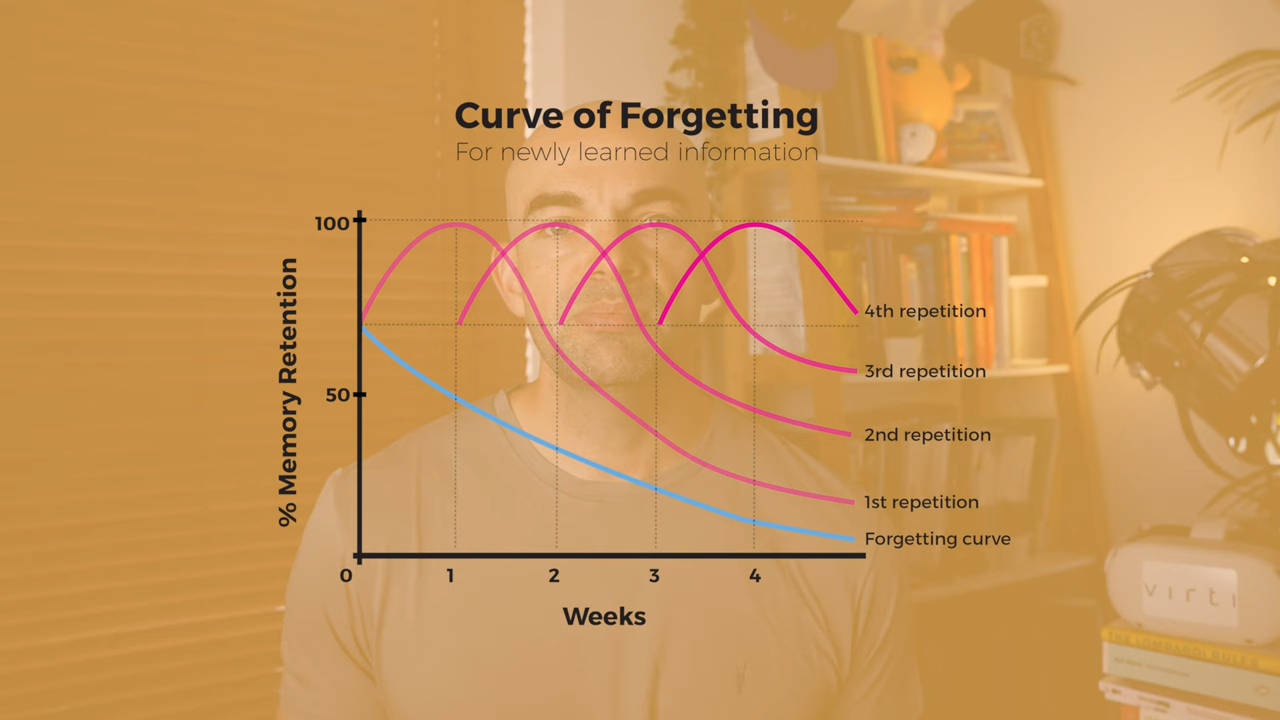 Curve of Forgetting
For newly learned information
100
50
% Memory Retention
4th repetition
3rd repetition
2nd repetition
1st repetition
Forgetting curve
0 1 2 3 4
Weeks
virti